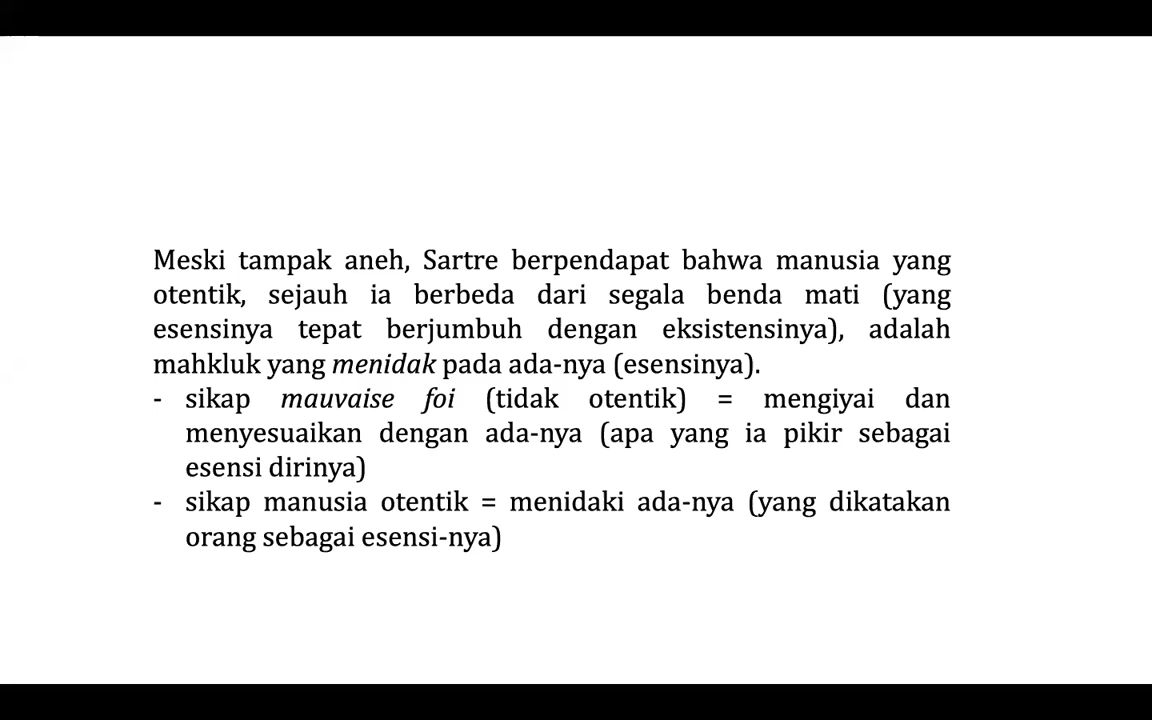 Meski tampak aneh, Sartre berpendapat bahwa manusia yang
otentik, sejauh ia berbeda dari segala benda mati (yang
esensinya tepat berjumbuh dengan eksistensinya), adalah
mahkluk yang menidak pada ada-nya (esensinya).
- sikap mauvaise foi (tidak otentik) = mengiyai dan
menyesuaikan dengan ada-nya (apa yang ia pikir sebagai
esensi dirinya)
- sikap manusia otentik = menidaki ada-nya (yang dikatakan
orang sebagai esensi-nya)